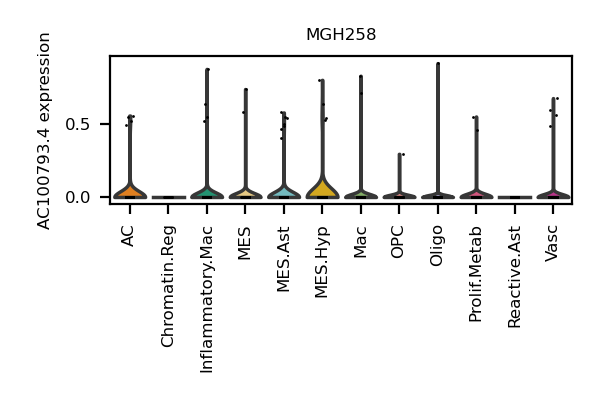 MGH258
AC100793.4 expression
0.5
0.0
AC
Chromatin.Reg
Inflammatory.Mac
MES
MES.Ast
MES.Hyp
Mac
OPC
Oligo
Prolif.Metab
Reactive.Ast
Vasc